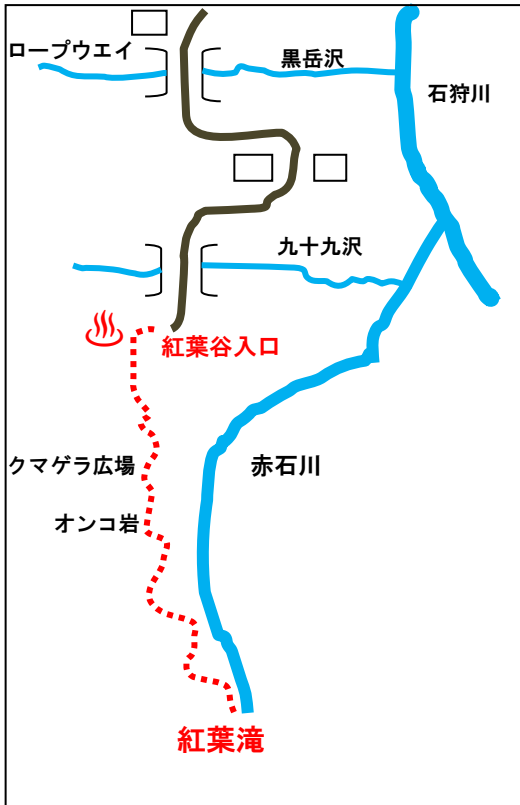 ロープウエイ
黒岳沢
石狩川
九十九沢
紅葉谷入口
クマゲラ広場
赤石川
オンコ岩
紅葉滝